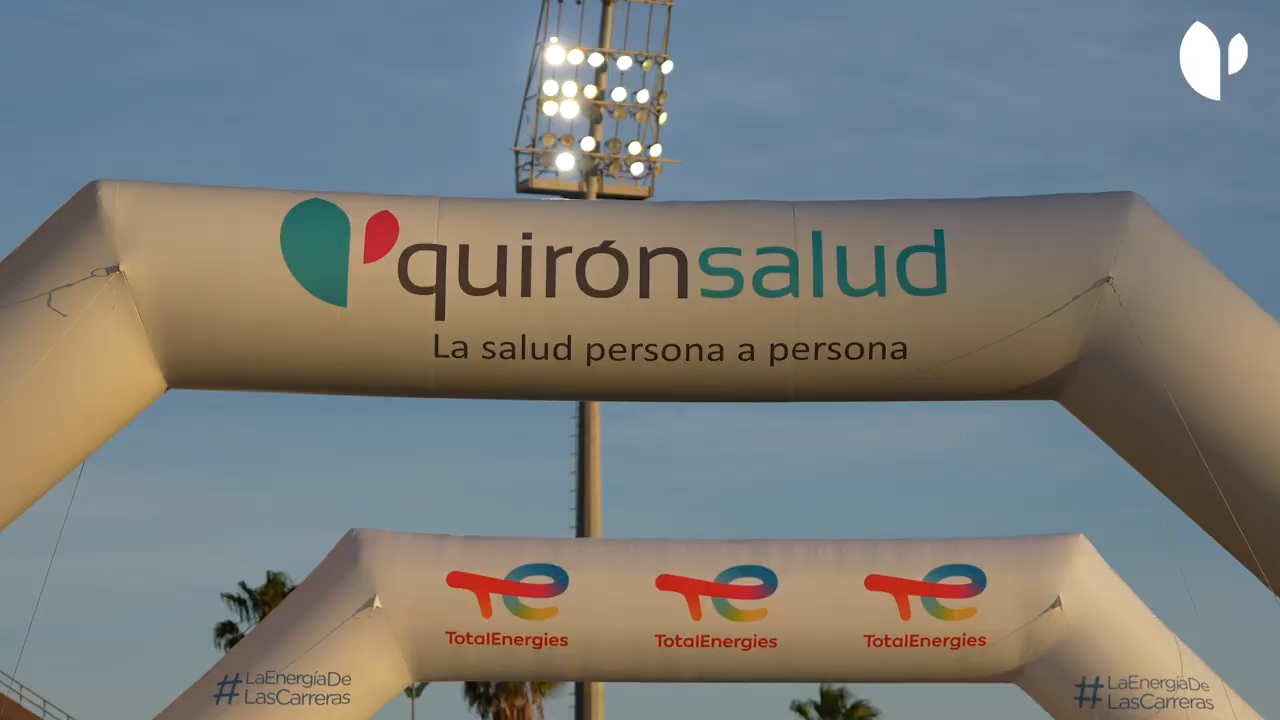 quirónsalud
La salud persona a persona
TotalEnergies TotalEnergies TotalEnergies
#LaEnergíaDe
LasCarreras
#LaEnergíaDe
LasCarreras